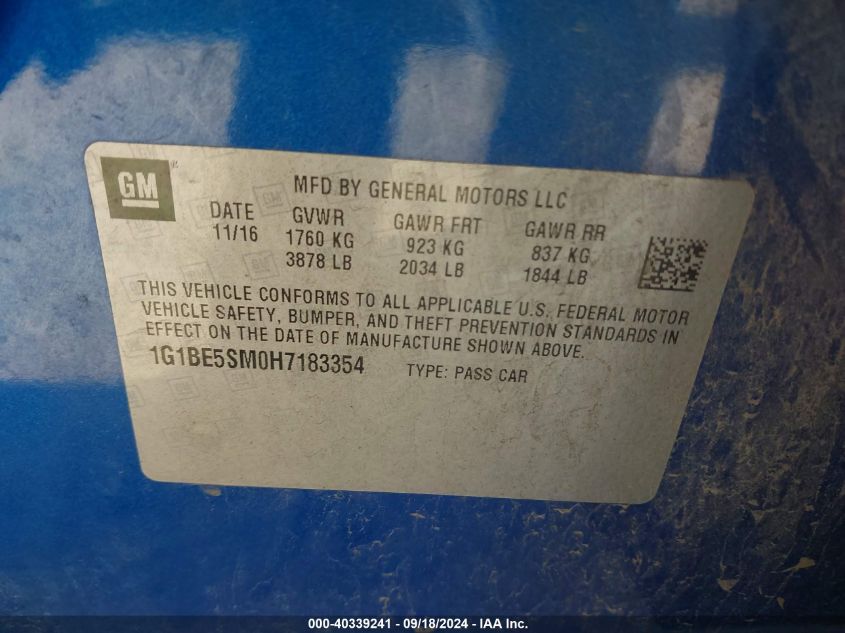 GM
MFD BY GENERAL MOTORS LLC
DATE GVWR GAWR FRT GAWR RR
11/16 1760 KG 923 KG 837 KG
3878 LB 2034 LB 1844 LB
THIS VEHICLE CONFORMS TO ALL APPLICABLE U.S. FEDERAL MOTOR
VEHICLE SAFETY, BUMPER, AND THEFT PREVENTION STANDARDS IN
EFFECT ON THE DATE OF MANUFACTURE SHOWN ABOVE.
1G1BE5SM0H7183354 TYPE: PASS CAR
000-40339241 - 09/18/2024 - IAA Inc.